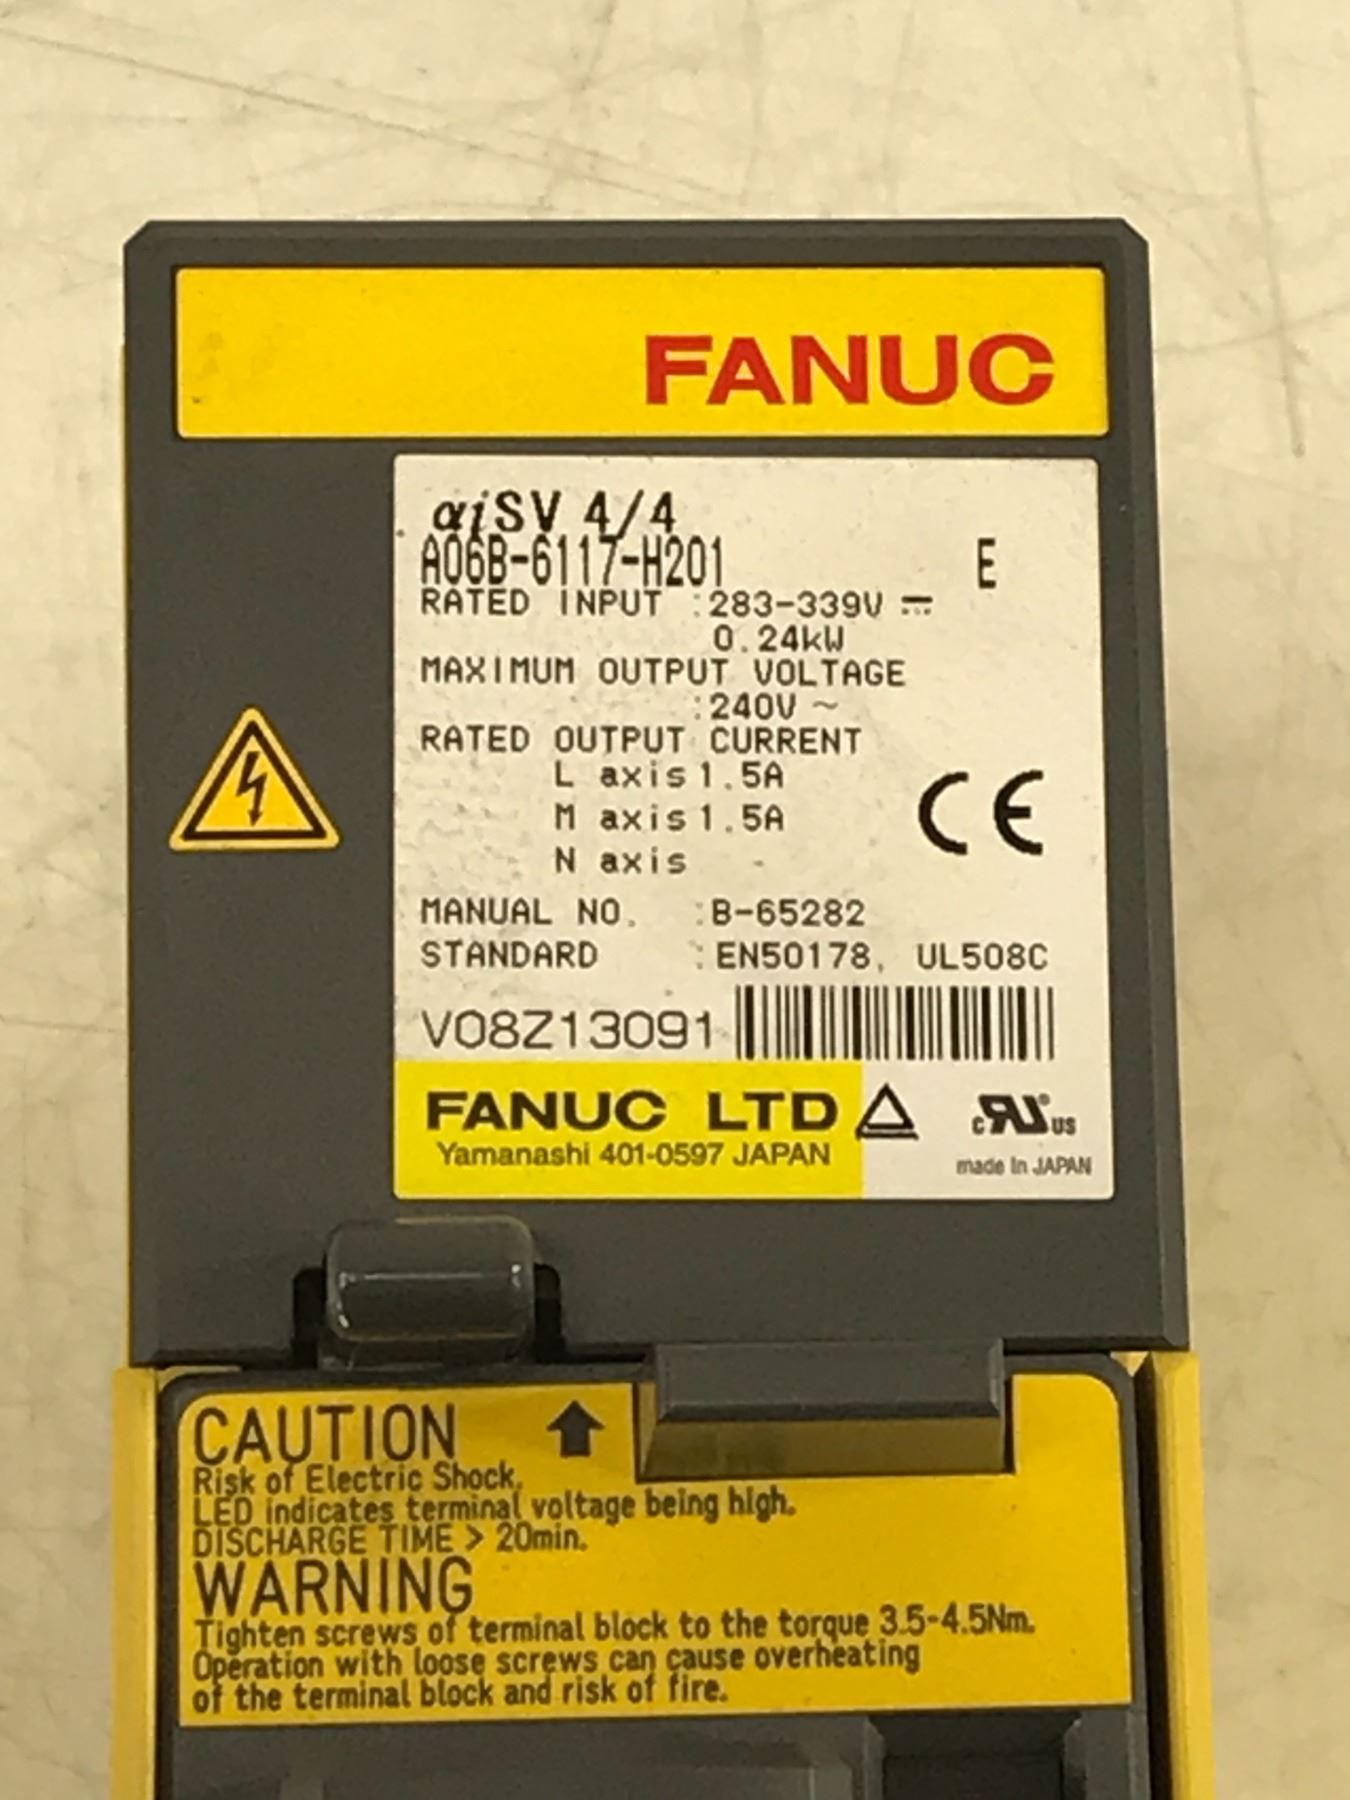 FANUC
αiSV 4/4
A06B-6117-H201 E
RATED INPUT :283-339V ⎓
0.24kW
MAXIMUM OUTPUT VOLTAGE
:240V ~
RATED OUTPUT CURRENT
L axis 1.5A
M axis 1.5A
N axis -
CE
MANUAL NO. :B-65282
STANDARD :EN50178, UL508C
V08Z13091
FANUC LTD
Yamanashi 401-0597 JAPAN
c RU ® US
made in JAPAN
CAUTION
Risk of Electric Shock.
LED indicates terminal voltage being high.
DISCHARGE TIME > 20min.
WARNING
Tighten screws of terminal block to the torque 3.5-4.5Nm.
Operation with loose screws can cause overheating
of the terminal block and risk of fire.